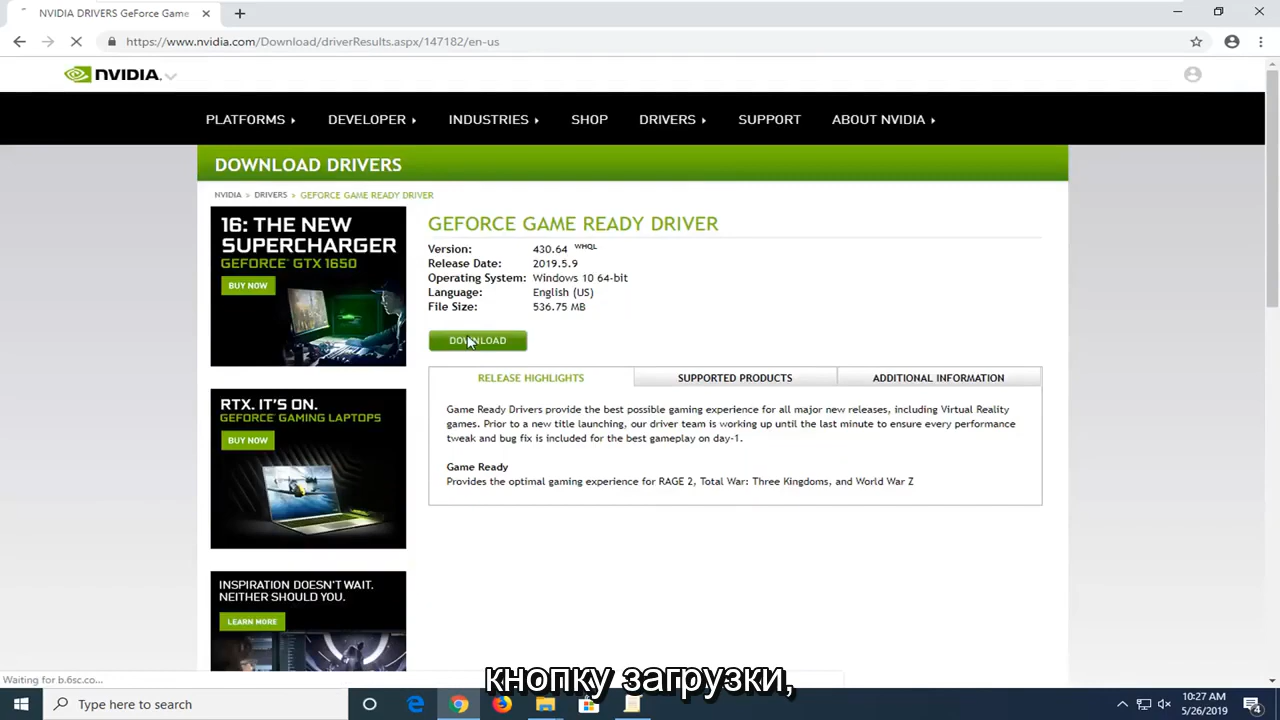 NVIDIA DRIVERS GeForce Game
https://www.nvidia.com/Download/driverResults.aspx/147182/en-us
NVIDIA.
PLATFORMS DEVELOPER INDUSTRIES SHOP DRIVERS SUPPORT ABOUT NVIDIA
DOWNLOAD DRIVERS
NVIDIA > DRIVERS > GEFORCE GAME READY DRIVER
16: THE NEW
SUPERCHARGER
GEFORCE® GTX 1650
BUY NOW
GEFORCE GAME READY DRIVER
Version: 430.64 WHQL
Release Date: 2019.5.9
Operating System: Windows 10 64-bit
Language: English (US)
File Size: 536.75 MB
DOWNLOAD
RELEASE HIGHLIGHTS SUPPORTED PRODUCTS ADDITIONAL INFORMATION
Game Ready Drivers provide the best possible gaming experience for all major new releases, including Virtual Reality
games. Prior to a new title launching, our driver team is working up until the last minute to ensure every performance
tweak and bug fix is included for the best gameplay on day-1.
Game Ready
Provides the optimal gaming experience for RAGE 2, Total War: Three Kingdoms, and World War Z
RTX. IT'S ON.
GEFORCE® GAMING LAPTOPS
BUY NOW
INSPIRATION DOESN'T WAIT.
NEITHER SHOULD YOU.
LEARN MORE
Waiting for b.6sc.co...
кнопку загрузки,
Type here to search
10:27 AM
5/26/2019
4